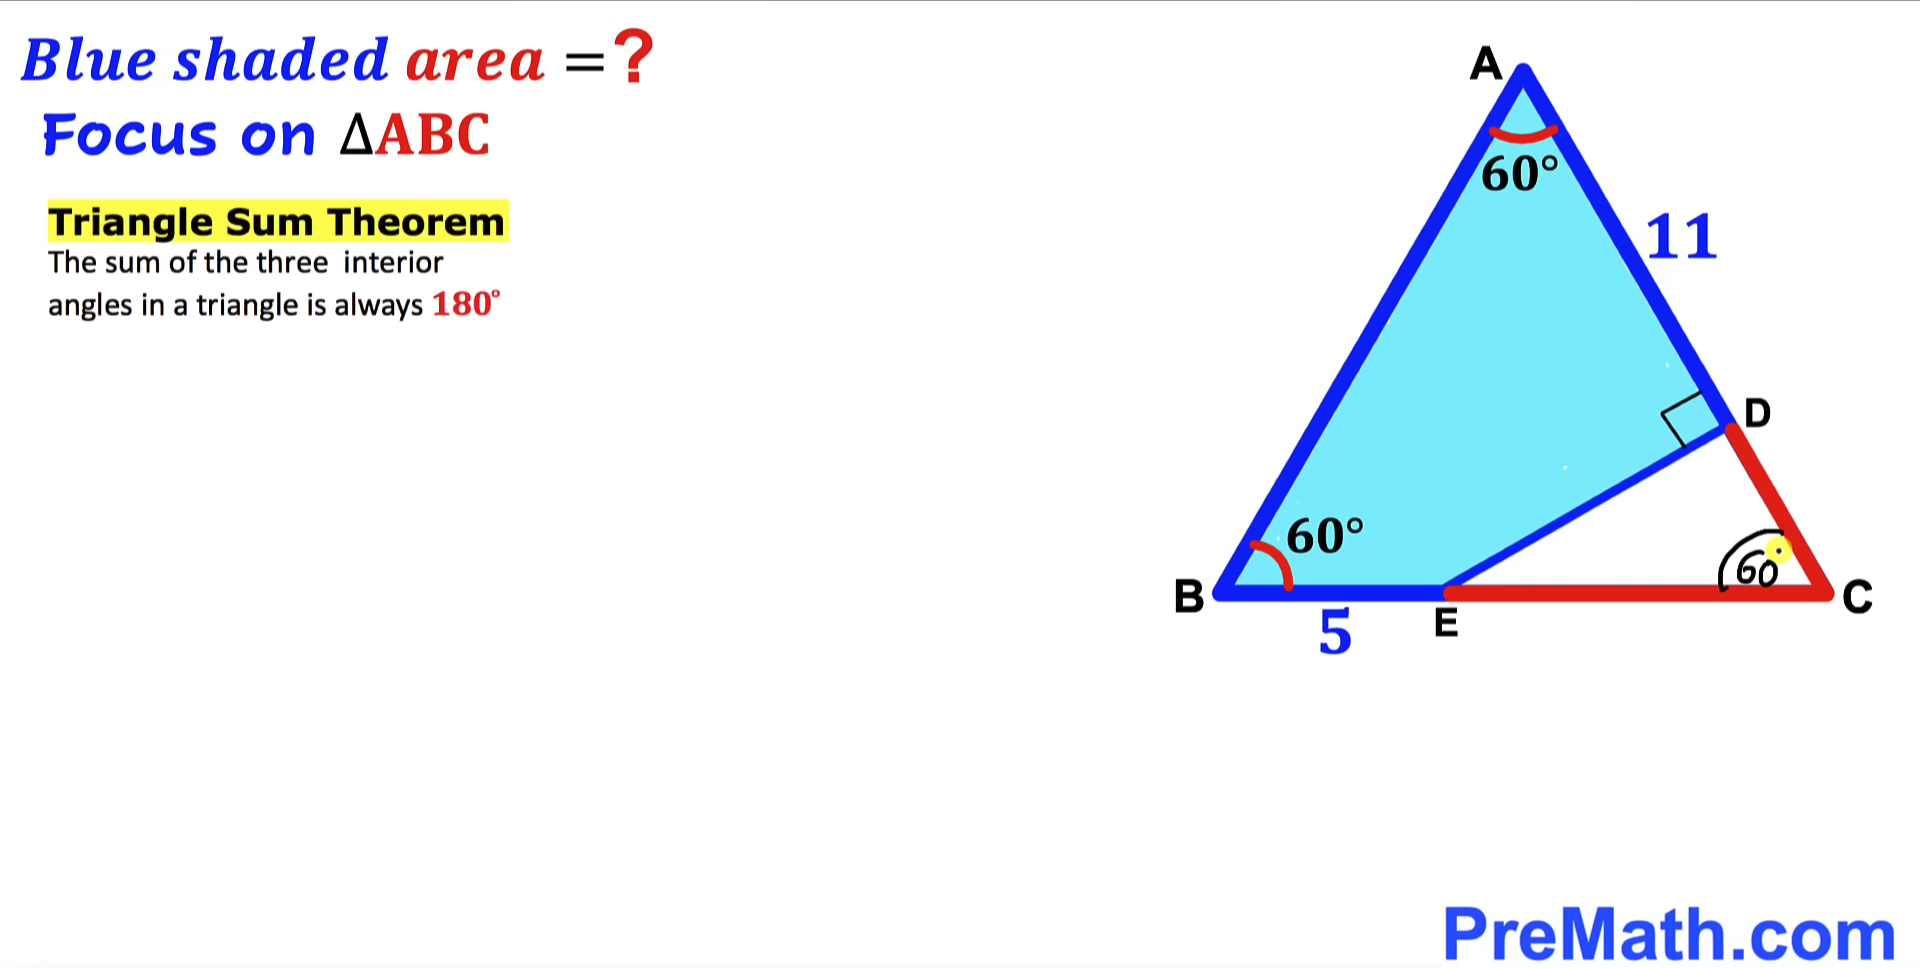 Blue shaded area = ?
Focus on ΔABC
Triangle Sum Theorem
The sum of the three interior
angles in a triangle is always 180°
A
60°
11
D
60°
60°
B
C
5
E
PreMath.com